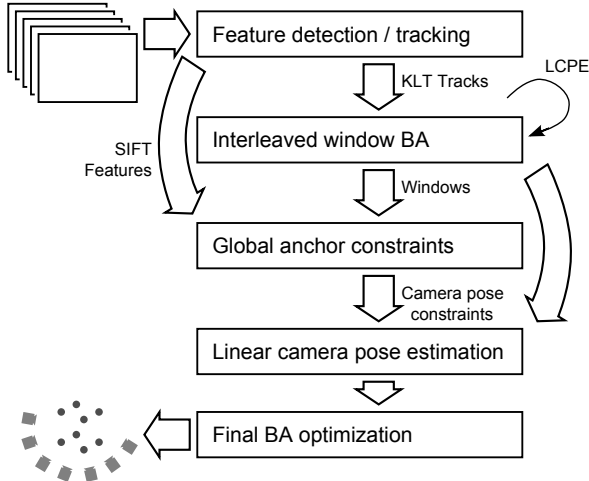 Feature detection / tracking
KLT Tracks
LCPE
Interleaved window BA
SIFT
Features
Windows
Global anchor constraints
Camera pose
constraints
Linear camera pose estimation
Final BA optimization